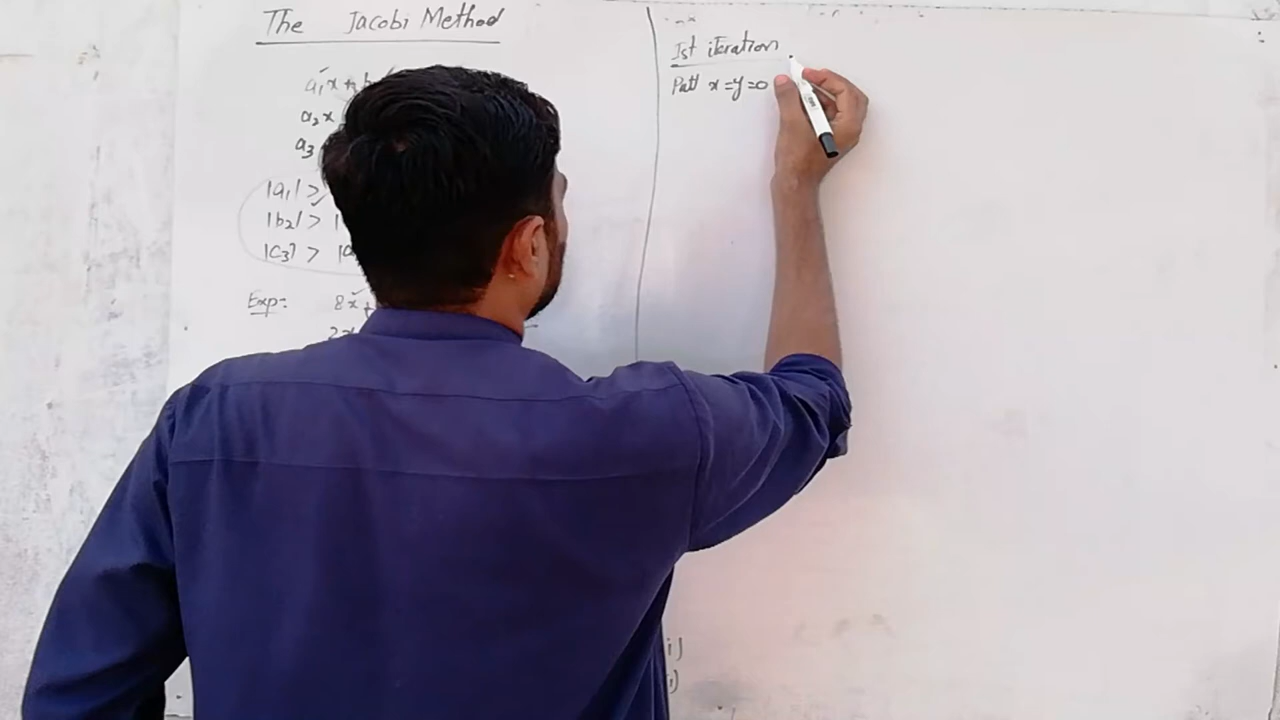 The Jacobi Method
a₁x + b
a₂x
a₃
|a₁| >
|b₂| > |
|c₃| > |a
Exp:- 8x +
2x
Ist iteration
Putt x=y=0